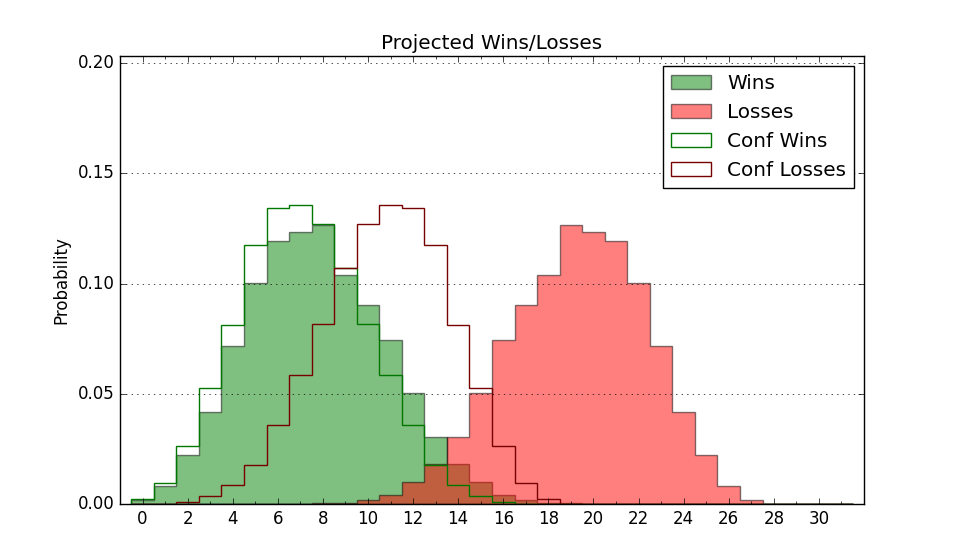 Projected Wins/Losses
0.20
0.15
0.10
0.05
0.00
Probability
Wins
Losses
Conf Wins
Conf Losses
0 2 4 6 8 10 12 14 16 18 20 22 24 26 28 30